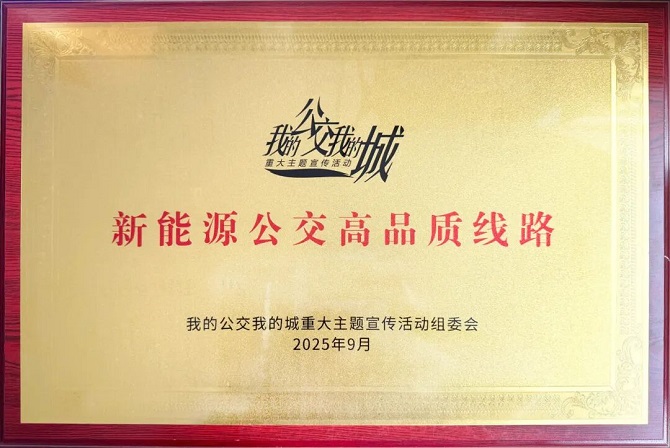 我的公交我的城
重大主题宣传活动
新能源公交高品质线路
我的公交我的城重大主题宣传活动组委会
2025年9月